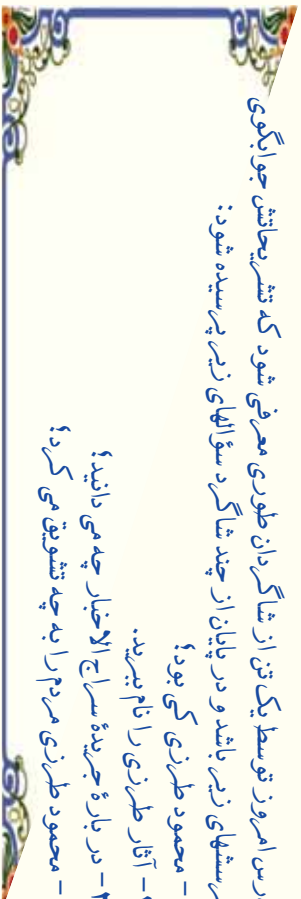 رس امروز توسط یک تن از شاگردان طوری معرفی شود که تشریحاتش جوابگوی
سشهای زیر باشد و در پایان از چند شاگرد سؤالهای زیر پرسیده شود:
- محمود طرزی کی بود؟
- آثار طرزی را نام ببرید.
- در بارهٔ جریدهٔ سراج الاخبار چه می دانید؟
- محمود طرزی مردم را به چه تشویق می کرد؟